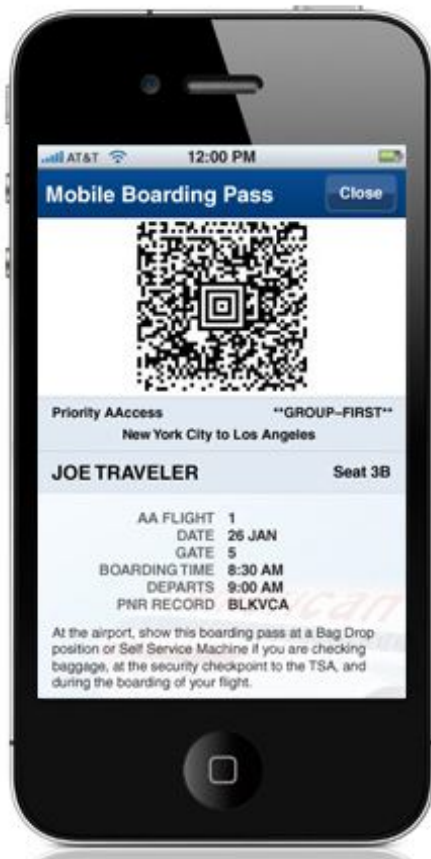 AT&T 12:00 PM
Mobile Boarding Pass Close
Priority AAccess **GROUP-FIRST**
New York City to Los Angeles
JOE TRAVELER Seat 3B
AA FLIGHT 1
DATE 26 JAN
GATE 5
BOARDING TIME 8:30 AM
DEPARTS 9:00 AM
PNR RECORD BLKVCA
At the airport, show this boarding pass at a Bag Drop
position or Self Service Machine if you are checking
baggage, at the security checkpoint to the TSA, and
during the boarding of your flight.